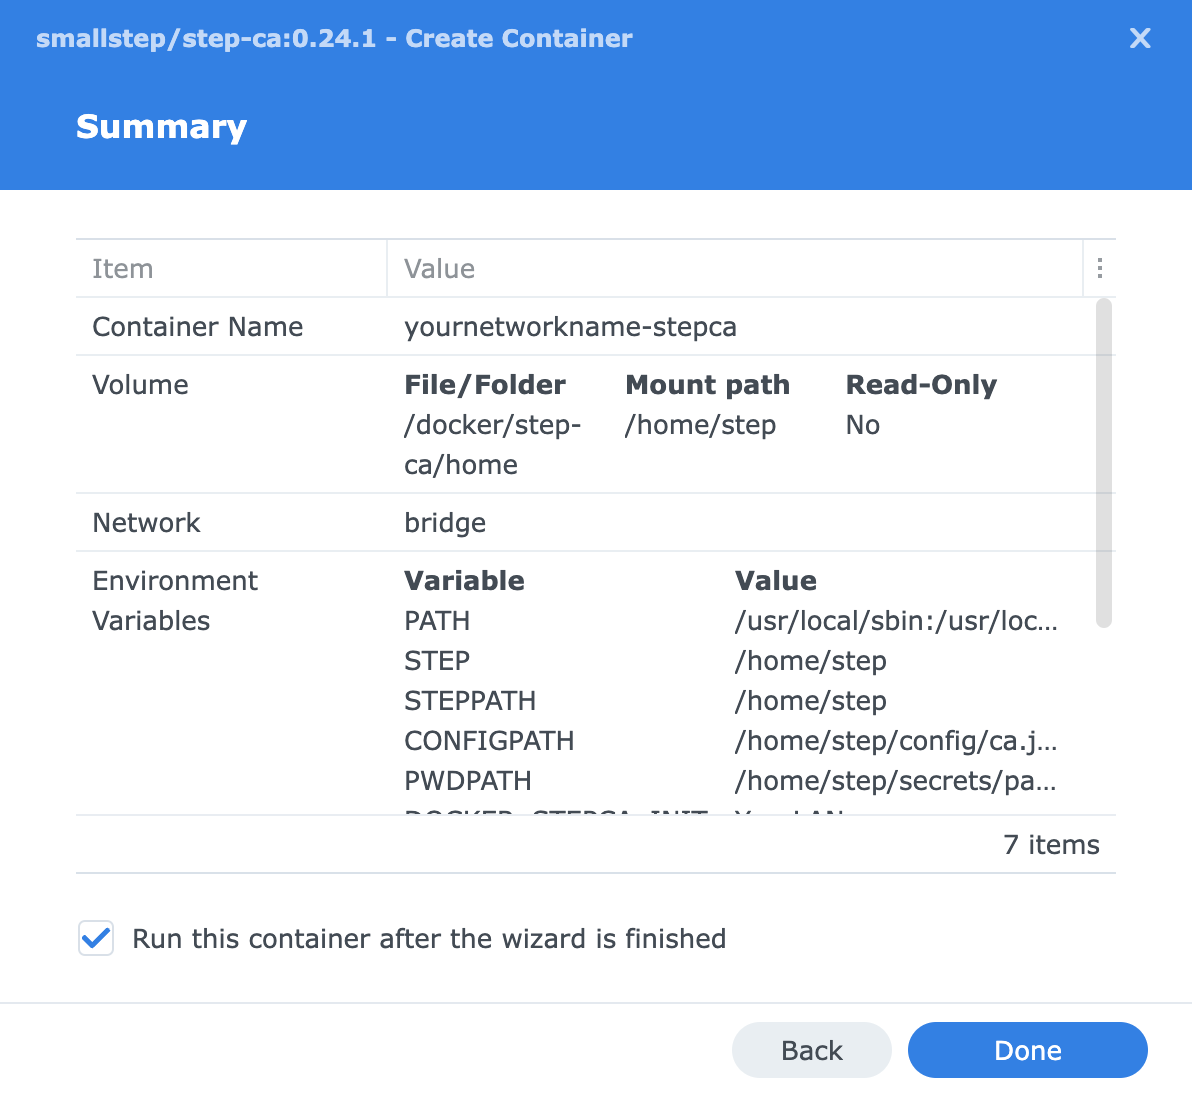 smallstep/step-ca:0.24.1 - Create Container
Summary
Item Value
Container Name yournetworkname-stepca
Volume File/Folder Mount path Read-Only
/docker/step- /home/step No
ca/home
Network bridge
Environment Variable Value
Variables PATH /usr/local/sbin:/usr/loc...
STEP /home/step
STEPPATH /home/step
CONFIGPATH /home/step/config/ca.j...
PWDPATH /home/step/secrets/pa...
DOCKER_STEPCA_INIT
7 items
Run this container after the wizard is finished
Back Done